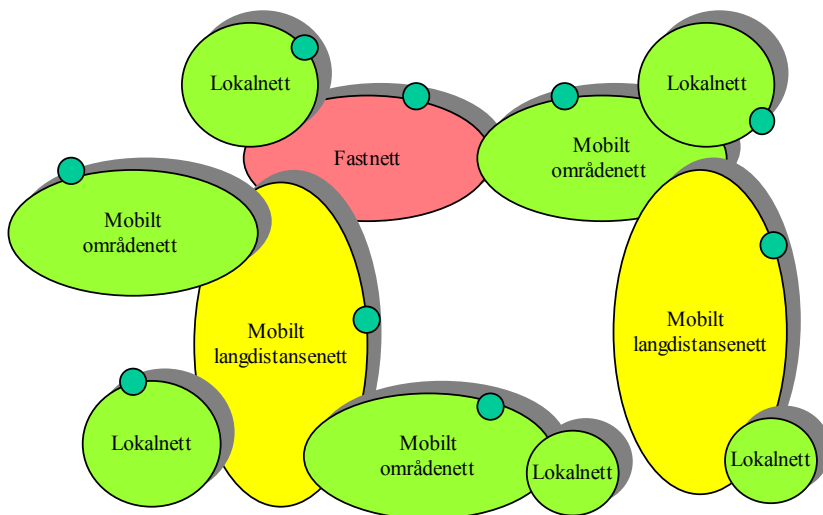 Lokalnett
Lokalnett
Fastnett
Mobilt
områdenett
Mobilt
områdenett
Mobilt
langdistansenett
Mobilt
langdistansenett
Lokalnett
Mobilt
områdenett
Lokalnett
Lokalnett